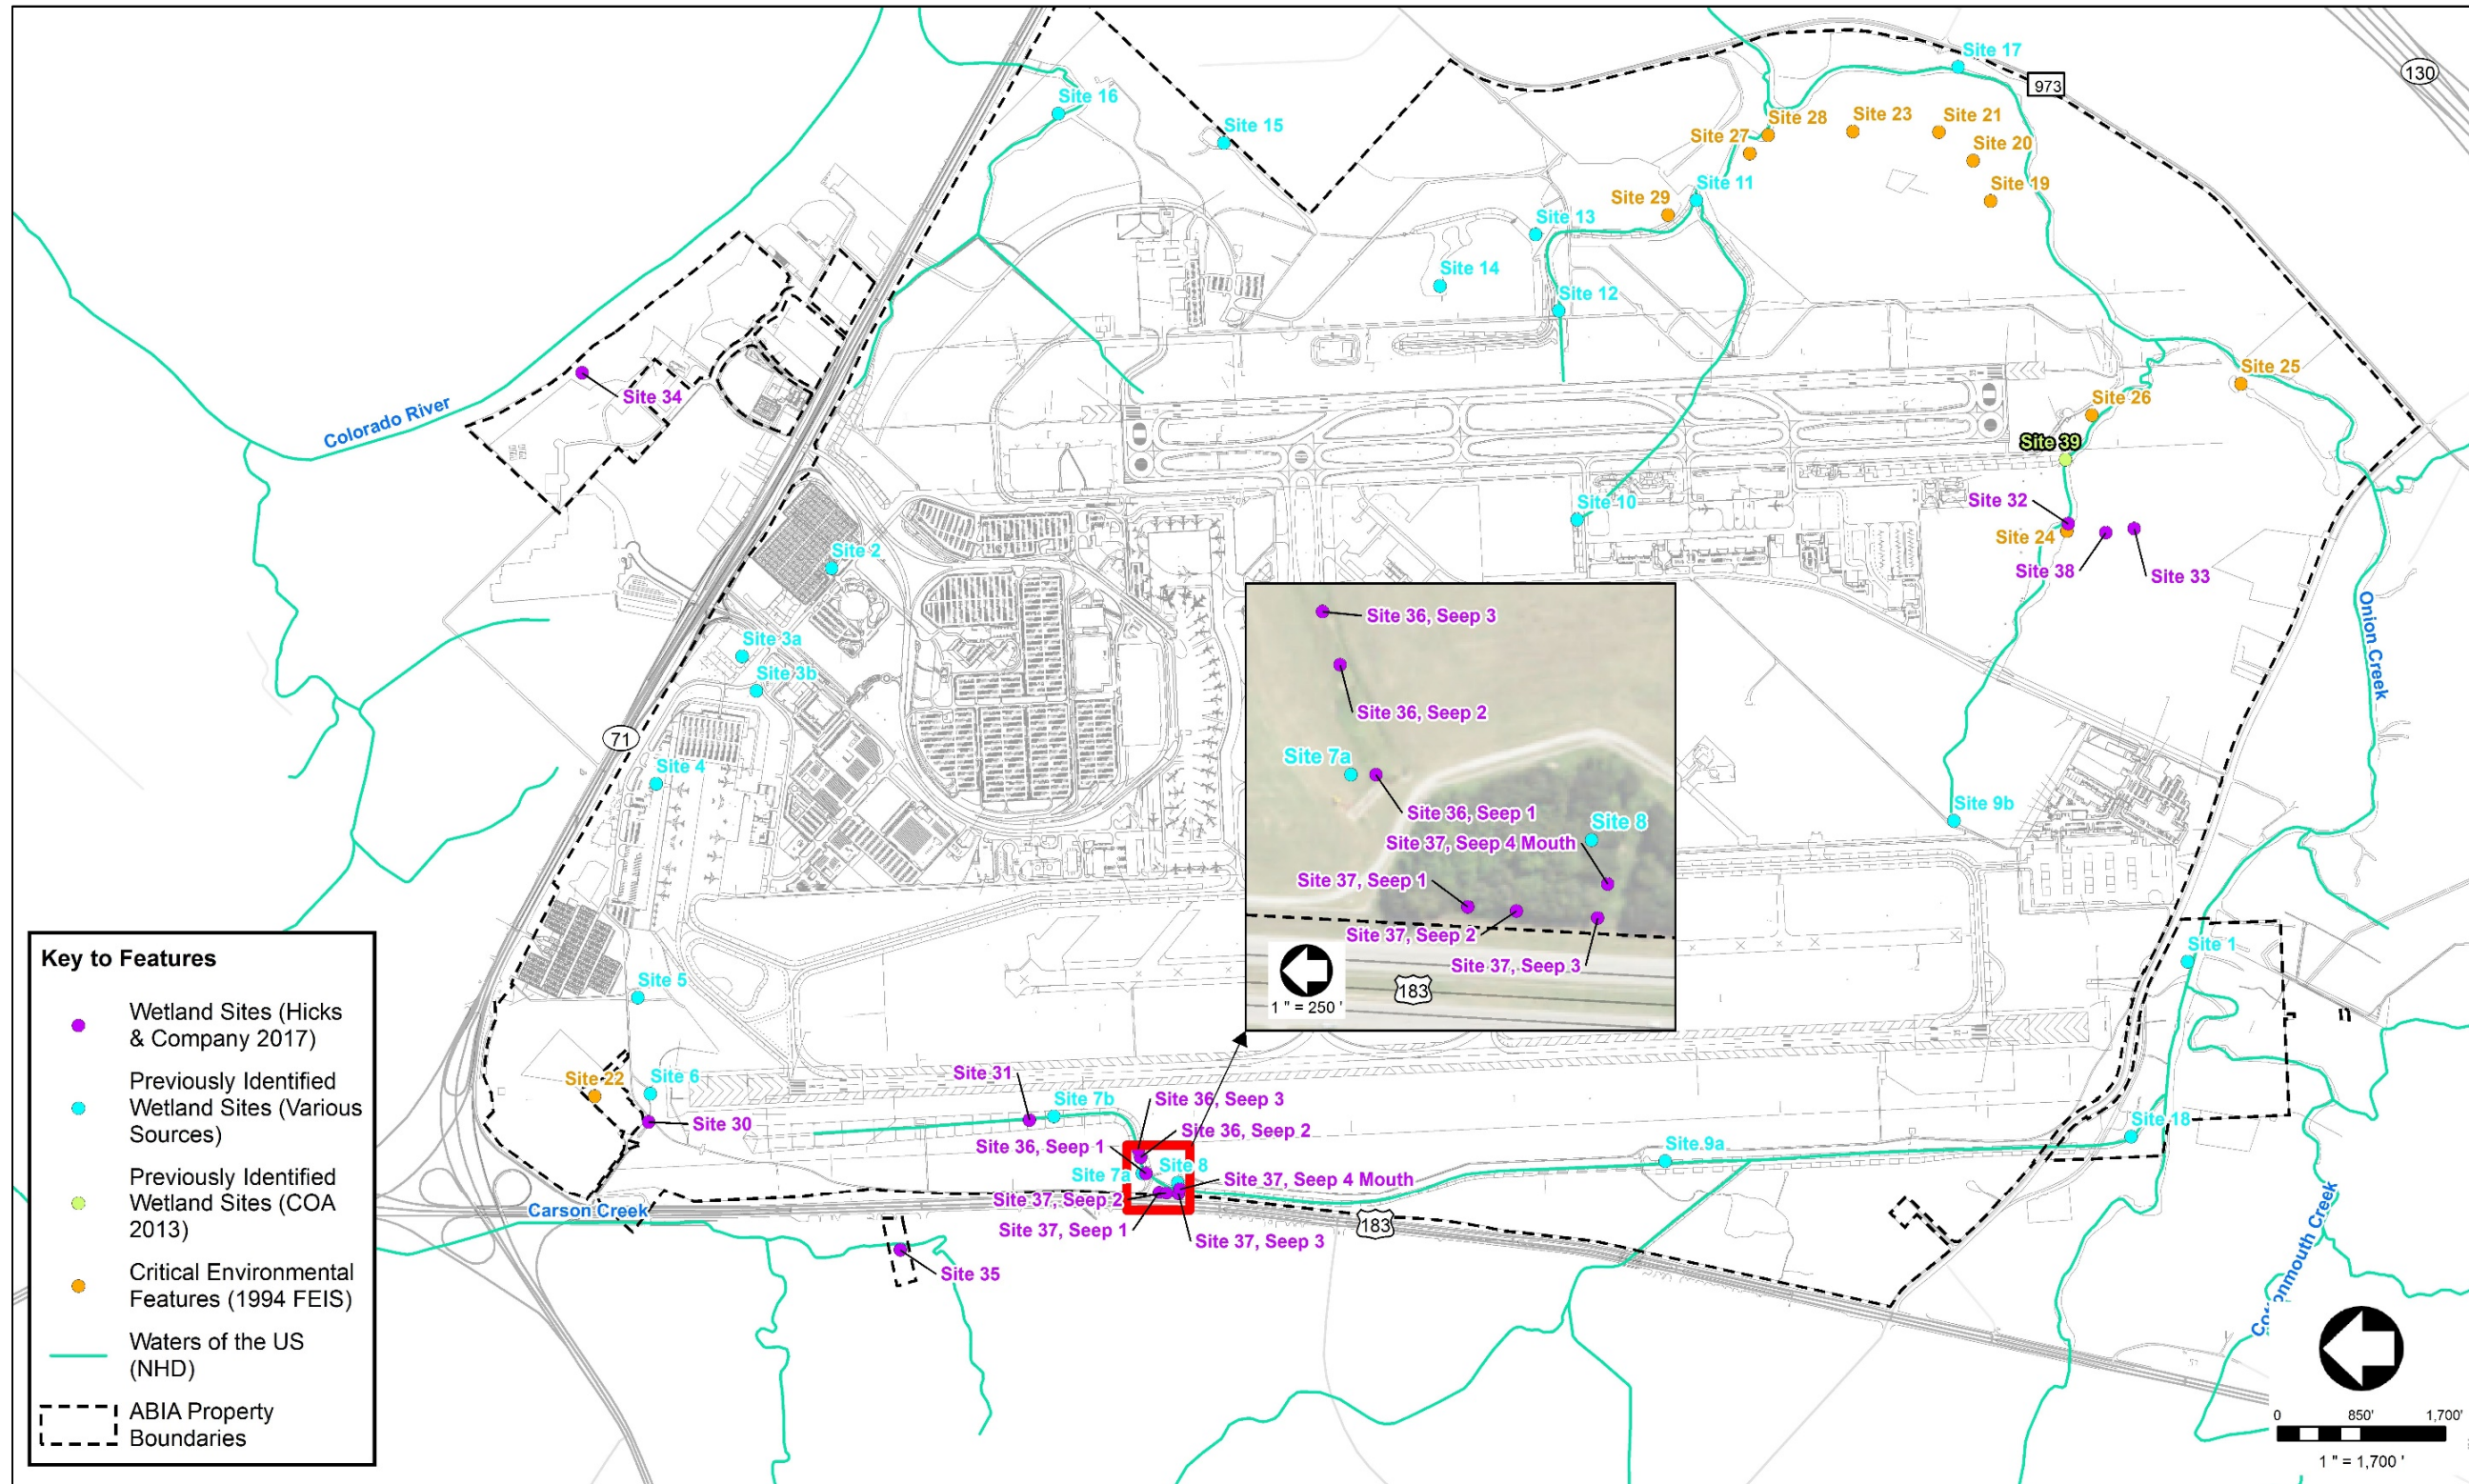 Site 17
130
973
Site 16
Site 15
Site 28
Site 23
Site 21
Site 27
Site 20
Site 11
Site 19
Site 29
Site 13
Site 14
Site 12
Site 25
Site 34
Site 26
Colorado River
Site 39
Site 10
Site 32
Site 24
Site 2
Site 38
Site 33
Onion Creek
Site 3a
Site 3b
71
Site 4
Site 36, Seep 3
Site 36, Seep 2
Site 7a
Site 36, Seep 1
Site 8
Site 37, Seep 4 Mouth
Site 37, Seep 1
Site 37, Seep 2
Site 37, Seep 3
183
1 " = 250 '
Site 9b
Site 1
Site 5
Key to Features
Wetland Sites (Hicks
& Company 2017)
Previously Identified
Wetland Sites (Various
Sources)
Previously Identified
Wetland Sites (COA
2013)
Critical Environmental
Features (1994 FEIS)
Waters of the US
(NHD)
ABIA Property
Boundaries
Site 22
Site 6
Site 30
Site 31
Site 7b
Site 36, Seep 3
Site 36, Seep 2
Site 36, Seep 1
Site 7a
Site 8
Site 37, Seep 4 Mouth
Site 37, Seep 2
Site 37, Seep 1
Site 37, Seep 3
Site 9a
Site 18
Carson Creek
183
Site 35
Cottonmouth Creek
0 850' 1,700'
1 " = 1,700 '